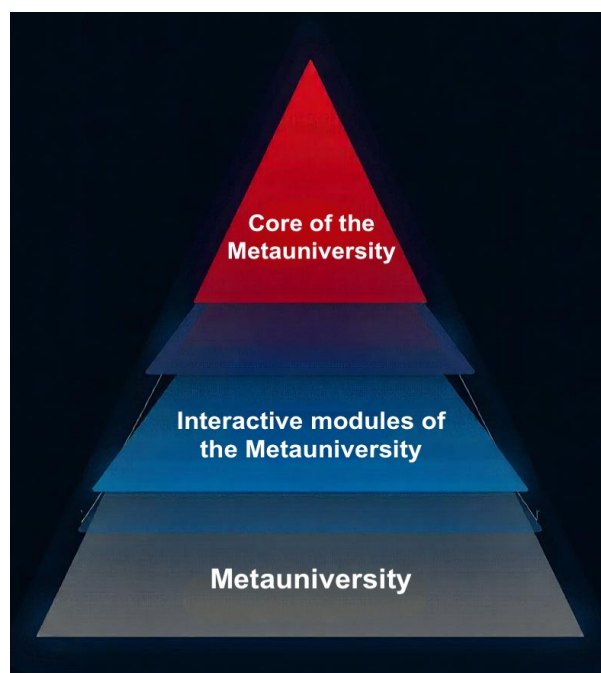 Core of the
Metauniversity
Interactive modules of
the Metauniversity
Metauniversity